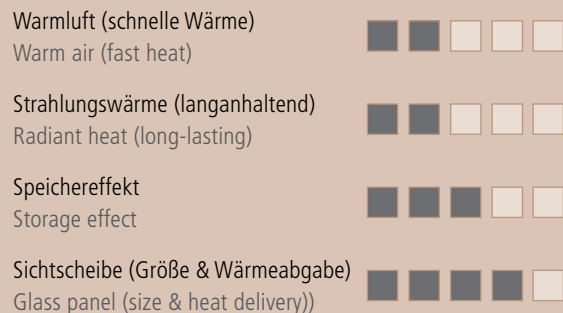 Warmluft (schnelle Wärme)
Warm air (fast heat)
Strahlungswärme (langanhaltend)
Radiant heat (long-lasting)
Speichereffekt
Storage effect
Sichtscheibe (Größe & Wärmeabgabe)
Glass panel (size & heat delivery))